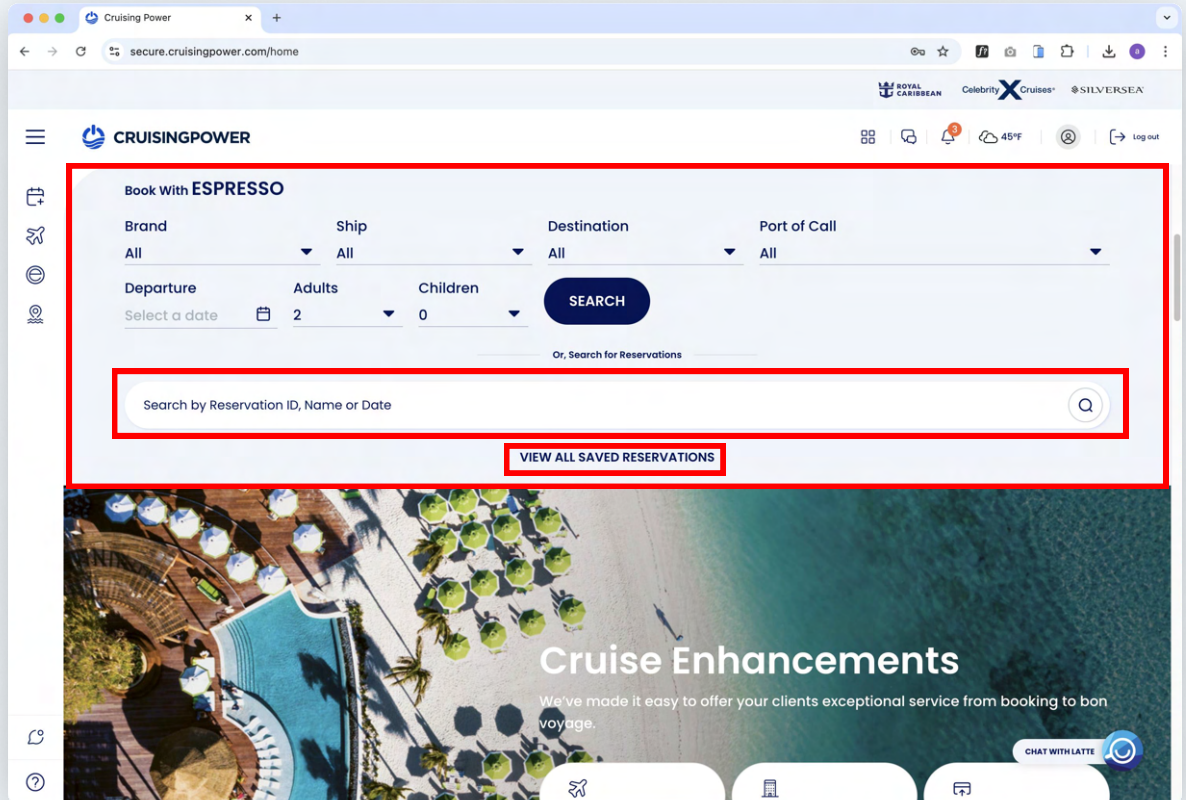 Cruising Power
secure.cruisingpower.com/home
a
ROYAL CARIBBEAN Celebrity X Cruises SILVERSEA
CRUISINGPOWER
3
45°F
Log out
Book With ESPRESSO
Brand Ship Destination Port of Call
All All All All
Departure Adults Children
Select a date 2 0
SEARCH
Or, Search for Reservations
Search by Reservation ID, Name or Date
VIEW ALL SAVED RESERVATIONS
Cruise Enhancements
We've made it easy to offer your clients exceptional service from booking to bon
voyage.
CHAT WITH LATTE